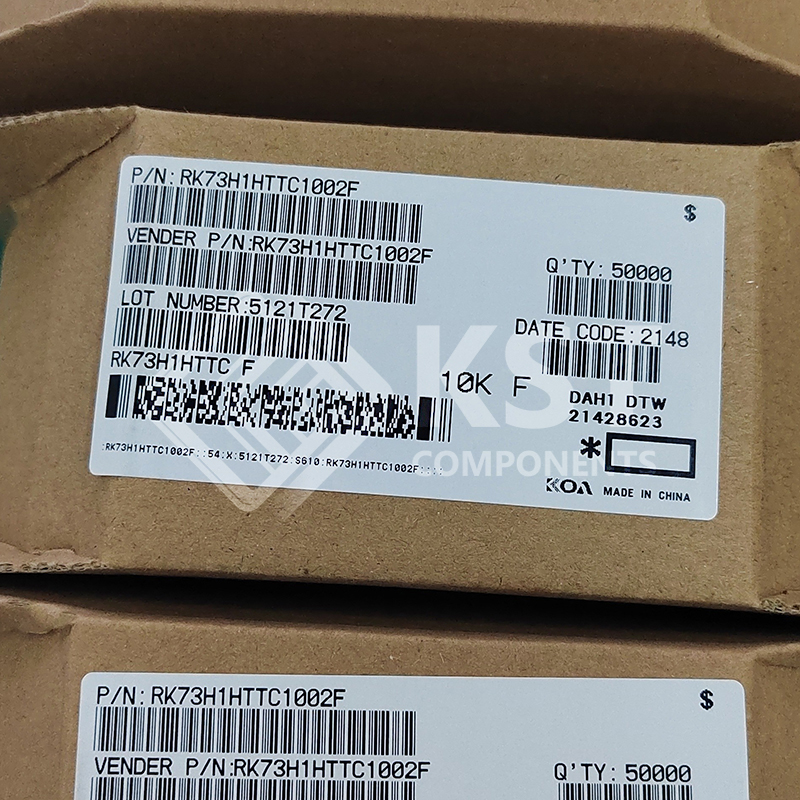 P/N:RK73H1HTTC1002F
$
VENDER P/N:RK73H1HTTC1002F
Q'TY: 50000
LOT NUMBER:5121T272
DATE CODE:2148
RK73H1HTTC F
10K F
DAH1 DTW
21428623
*
:RK73H1HTTC1002F::54:X:5121T272:S610:RK73H1HTTC1002F::::
KOA MADE IN CHINA
KST
COMPONENTS
P/N:RK73H1HTTC1002F
$
VENDER P/N:RK73H1HTTC1002F
Q'TY: 50000